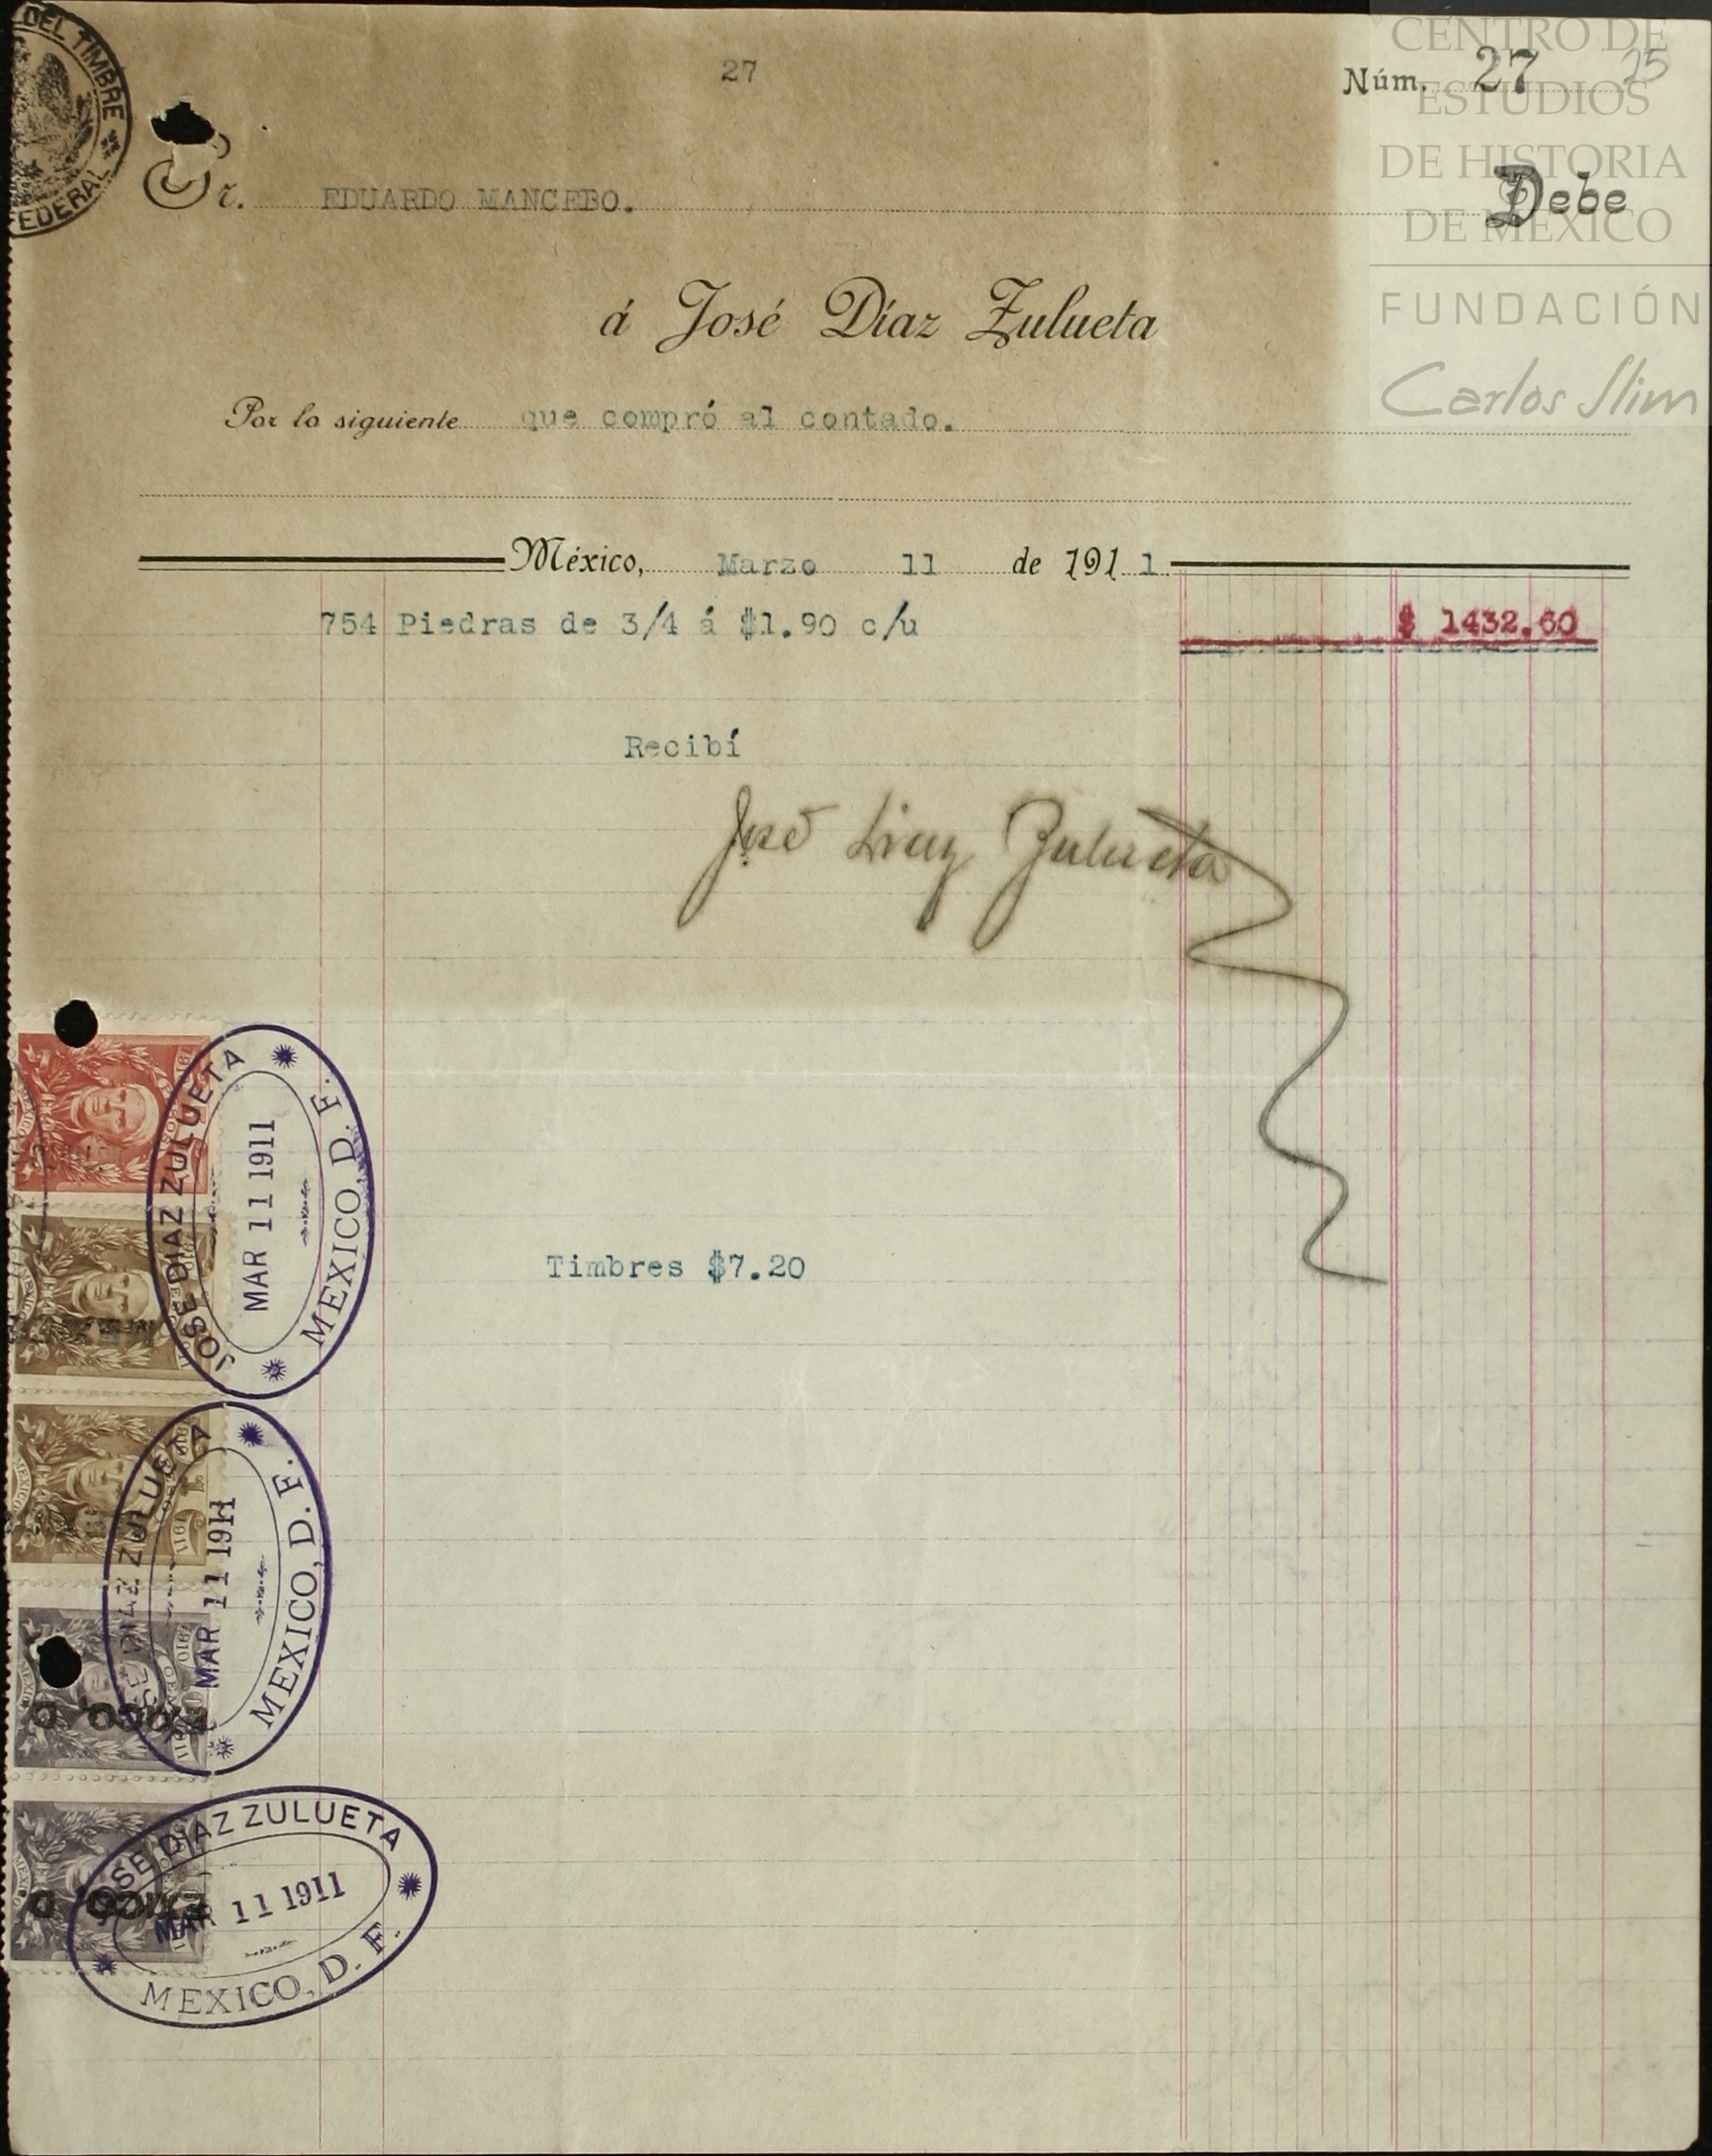 DEL TIMBRE
FEDERAL
27
Núm. 27
25
CENTRO DE
ESTUDIOS
DE HISTORIA
DE MÉXICO
FUNDACIÓN
Carlos Slim
Sr. EDUARDO MANCEBO.
Debe
á José Díaz Zulueta
Por lo siguiente que compró al contado.
México, Marzo 11 de 1911.
754 Piedras de 3/4 á $1.90 c/u $ 1432.60
Recibí
José Diaz Zulueta
JOSE DIAZ ZULUETA
MAR 11 1911
MEXICO, D. F.
Timbres $7.20
JOSE DIAZ ZULUETA
MAR 11 1911
MEXICO, D. F.
JOSE DIAZ ZULUETA
MAR 11 1911
MEXICO, D. F.